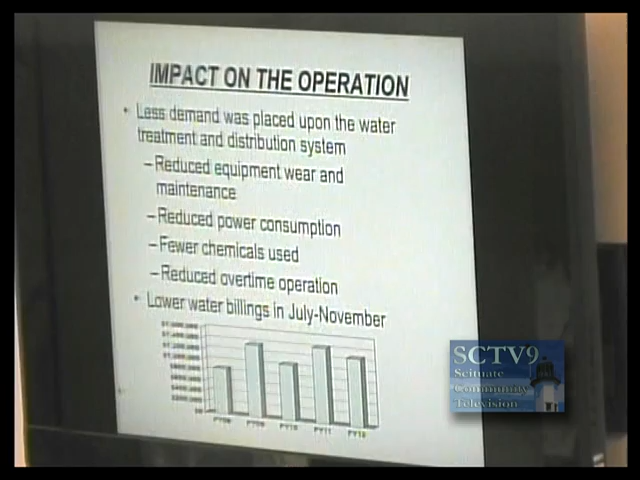 IMPACT ON THE OPERATION
• Less demand was placed upon the water
treatment and distribution system
– Reduced equipment wear and
maintenance
– Reduced power consumption
– Fewer chemicals used
– Reduced overtime operation
• Lower water billings in July-November
SCTV9
Scituate
Community
Television